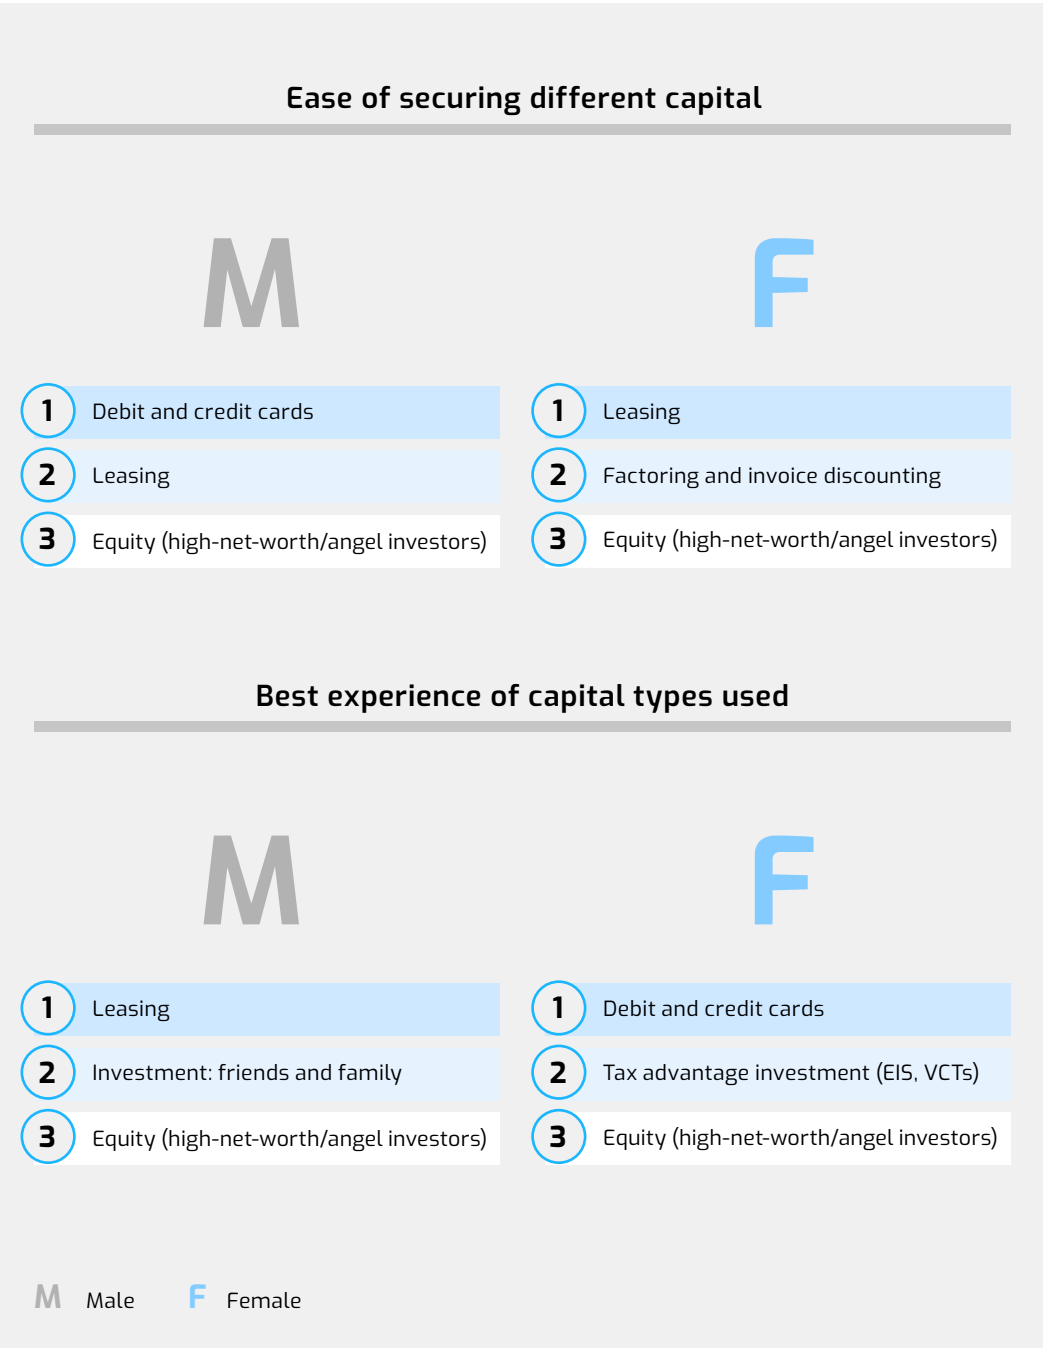 Ease of securing different capital
M
F
1 Debit and credit cards
2 Leasing
3 Equity (high-net-worth/angel investors)
1 Leasing
2 Factoring and invoice discounting
3 Equity (high-net-worth/angel investors)
Best experience of capital types used
M
F
1 Leasing
2 Investment: friends and family
3 Equity (high-net-worth/angel investors)
1 Debit and credit cards
2 Tax advantage investment (EIS, VCTs)
3 Equity (high-net-worth/angel investors)
M Male F Female